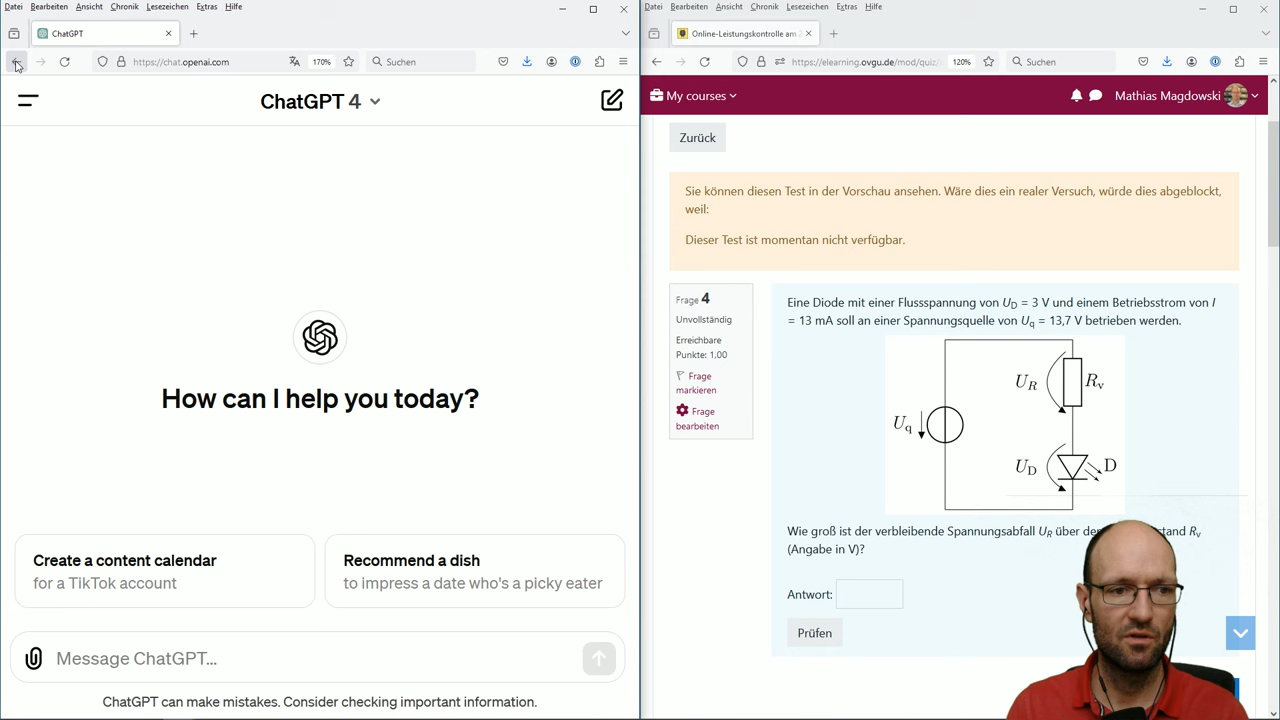 Datei Bearbeiten Ansicht Chronik Lesezeichen Extras Hilfe
ChatGPT
https://chat.openai.com 170% Suchen
ChatGPT 4
How can I help you today?
Create a content calendar
for a TikTok account
Recommend a dish
to impress a date who's a picky eater
Message ChatGPT...
ChatGPT can make mistakes. Consider checking important information.
Datei Bearbeiten Ansicht Chronik Lesezeichen Extras Hilfe
Online-Leistungskontrolle am 2
https://elearning.ovgu.de/mod/quiz/ 120% Suchen
My courses Mathias Magdowski
Zurück
Sie können diesen Test in der Vorschau ansehen. Wäre dies ein realer Versuch, würde dies abgeblockt,
weil:
Dieser Test ist momentan nicht verfügbar.
Frage 4
Unvollständig
Erreichbare
Punkte: 1,00
Frage
markieren
Frage
bearbeiten
Eine Diode mit einer Flussspannung von UD = 3 V und einem Betriebsstrom von I
= 13 mA soll an einer Spannungsquelle von Uq = 13,7 V betrieben werden.
UR Rv
Uq
UD D
Wie groß ist der verbleibende Spannungsabfall UR über de stand Rv
(Angabe in V)?
Antwort:
Prüfen